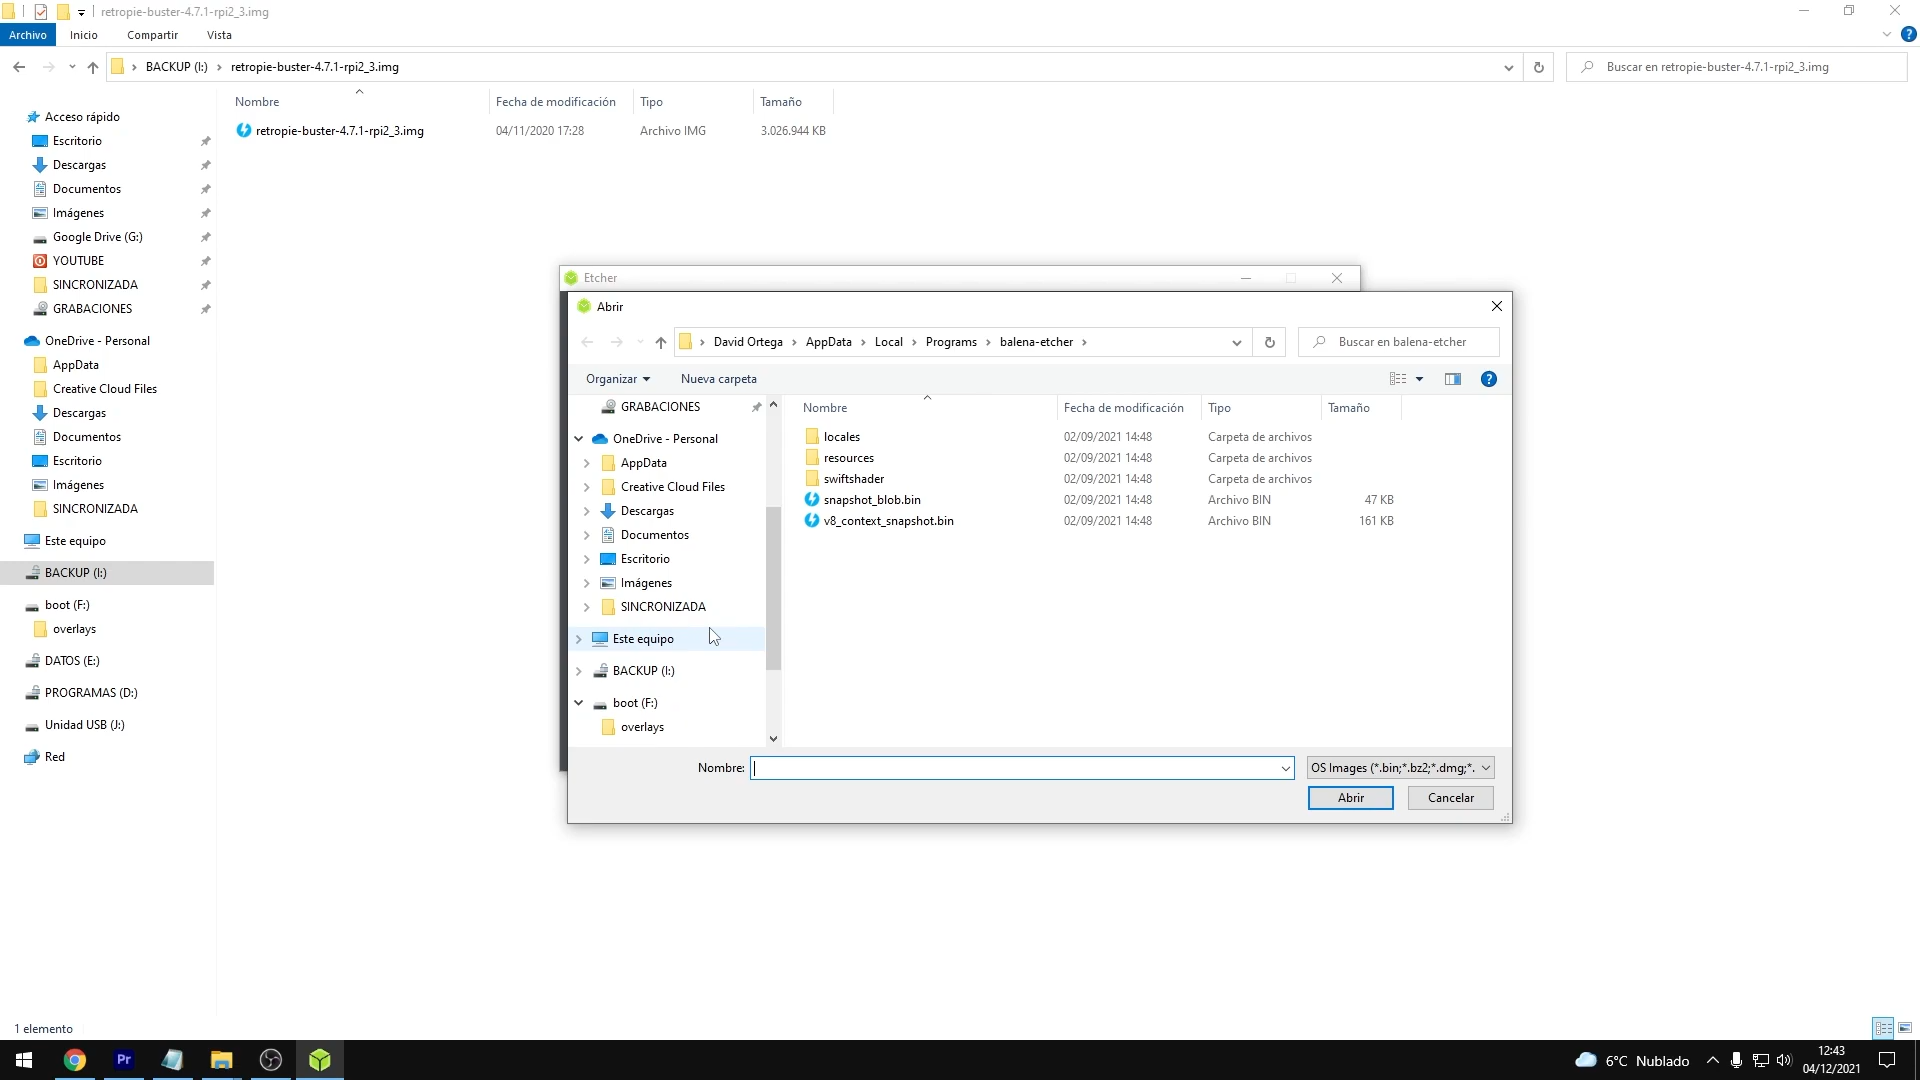 retropie-buster-4.7.1-rpi2_3.img
Archivo Inicio Compartir Vista
BACKUP (I:) retropie-buster-4.7.1-rpi2_3.img Buscar en retropie-buster-4.7.1-rpi2_3.img
Nombre Fecha de modificación Tipo Tamaño
retropie-buster-4.7.1-rpi2_3.img 04/11/2020 17:28 Archivo IMG 3.026.944 KB
Acceso rápido
Escritorio
Descargas
Documentos
Imágenes
Google Drive (G:)
YOUTUBE
SINCRONIZADA
GRABACIONES
OneDrive - Personal
AppData
Creative Cloud Files
Descargas
Documentos
Escritorio
Imágenes
SINCRONIZADA
Este equipo
BACKUP (I:)
boot (F:)
overlays
DATOS (E:)
PROGRAMAS (D:)
Unidad USB (J:)
Red
Etcher
Abrir
David Ortega AppData Local Programs balena-etcher Buscar en balena-etcher
Organizar Nueva carpeta
Nombre Fecha de modificación Tipo Tamaño
GRABACIONES
OneDrive - Personal
AppData
Creative Cloud Files
Descargas
Documentos
Escritorio
Imágenes
SINCRONIZADA
Este equipo
BACKUP (I:)
boot (F:)
overlays
locales 02/09/2021 14:48 Carpeta de archivos
resources 02/09/2021 14:48 Carpeta de archivos
swiftshader 02/09/2021 14:48 Carpeta de archivos
snapshot_blob.bin 02/09/2021 14:48 Archivo BIN 47 KB
v8_context_snapshot.bin 02/09/2021 14:48 Archivo BIN 161 KB
Nombre: OS Images (*.bin;*.bz2;*.dmg;*.
Abrir Cancelar
1 elemento
Pr
6°C Nublado
12:43
04/12/2021